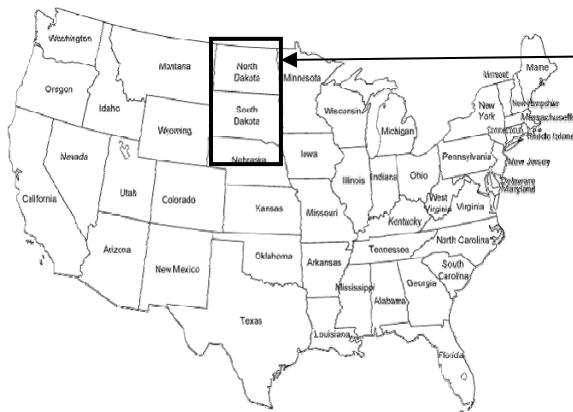 Washington
Montana
North
Dakota
Minnesota
Oregon
Idaho
Wyoming
South
Dakota
Wisconsin
Michigan
New
York
Vermont
Maine
New Hampshire
Massachusetts
Connecticut
Rhode Island
Nevada
Utah
Colorado
Nebraska
Iowa
Illinois
Indiana
Ohio
Pennsylvania
New Jersey
Delaware
Maryland
California
Kansas
Missouri
Kentucky
West
Virginia
Virginia
Arizona
New Mexico
Oklahoma
Arkansas
Tennessee
North Carolina
South
Carolina
Texas
Louisiana
Mississippi
Alabama
Georgia
Florida